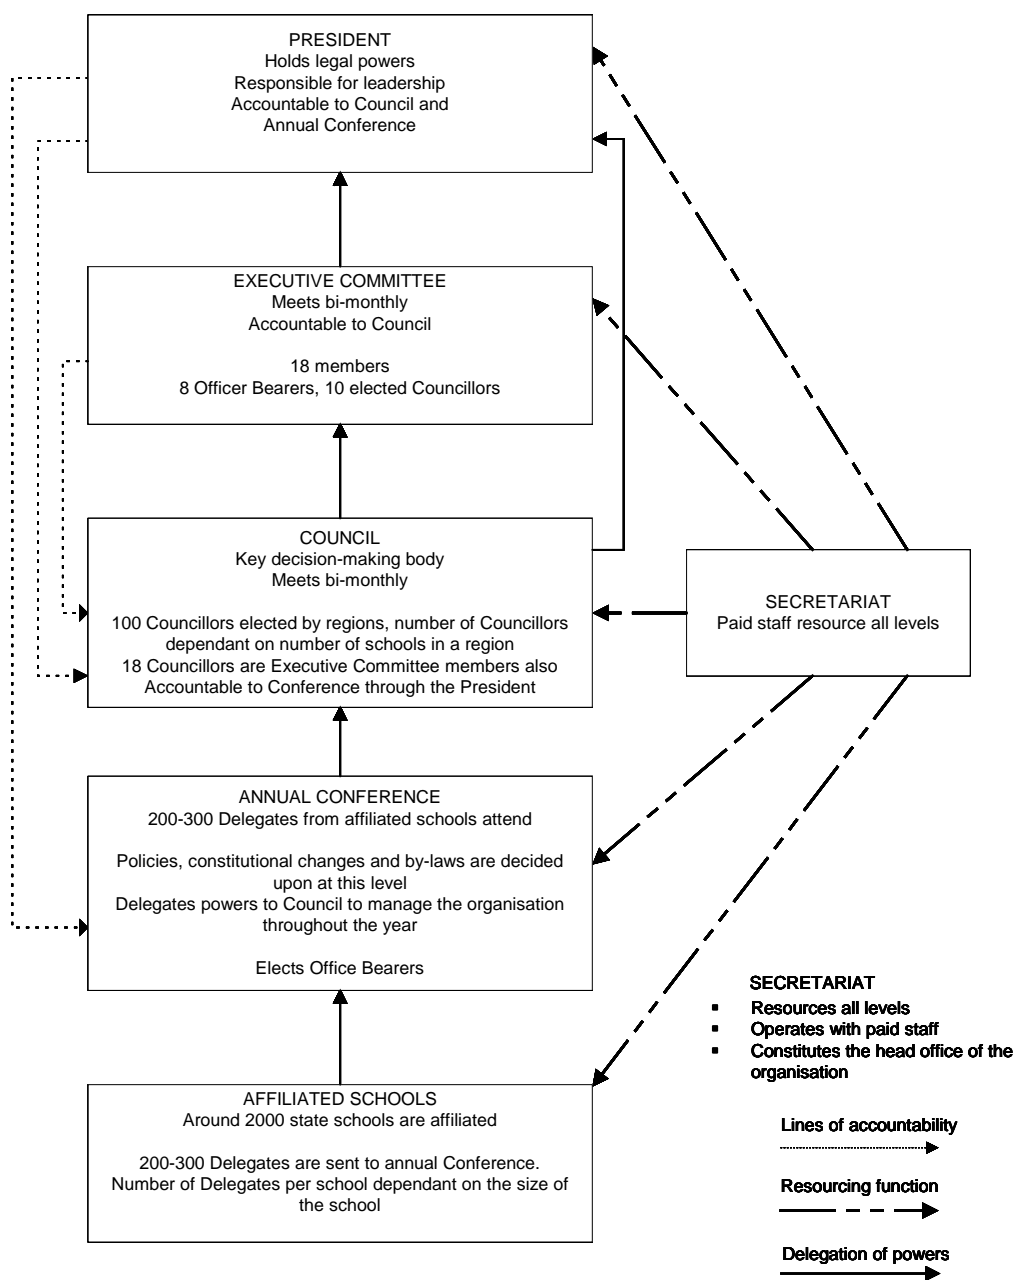 PRESIDENT
Holds legal powers
Responsible for leadership
Accountable to Council and
Annual Conference
EXECUTIVE COMMITTEE
Meets bi-monthly
Accountable to Council
18 members
8 Officer Bearers, 10 elected Councillors
COUNCIL
Key decision-making body
Meets bi-monthly
100 Councillors elected by regions, number of Councillors
dependant on number of schools in a region
18 Councillors are Executive Committee members also
Accountable to Conference through the President
SECRETARIAT
Paid staff resource all levels
ANNUAL CONFERENCE
200-300 Delegates from affiliated schools attend
Policies, constitutional changes and by-laws are decided
upon at this level
Delegates powers to Council to manage the organisation
throughout the year
Elects Office Bearers
AFFILIATED SCHOOLS
Around 2000 state schools are affiliated
200-300 Delegates are sent to annual Conference.
Number of Delegates per school dependant on the size of
the school
SECRETARIAT
▪ Resources all levels
▪ Operates with paid staff
▪ Constitutes the head office of the
organisation
Lines of accountability
Resourcing function
Delegation of powers